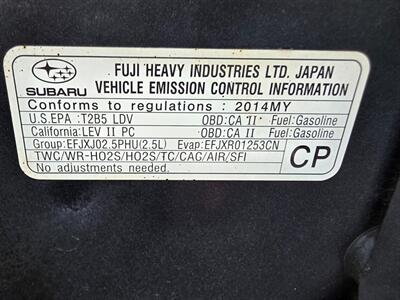 FUJI HEAVY INDUSTRIES LTD. JAPAN
SUBARU VEHICLE EMISSION CONTROL INFORMATION
Conforms to regulations : 2014MY
U.S.EPA :T2B5 LDV OBD:CA II Fuel:Gasoline
California:LEV II PC OBD:CA II Fuel:Gasoline
Group:EFJXJ02.5PHU(2.5L) Evap:EFJXR01253CN
TWC/WR-HO2S/HO2S/TC/CAC/AIR/SFI
No adjustments needed.
CP